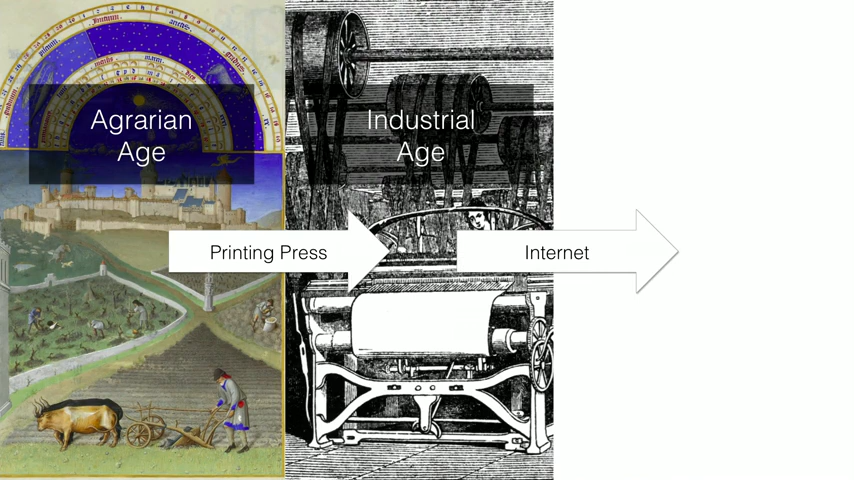 Agrarian
Age
Industrial
Age
Printing Press
Internet